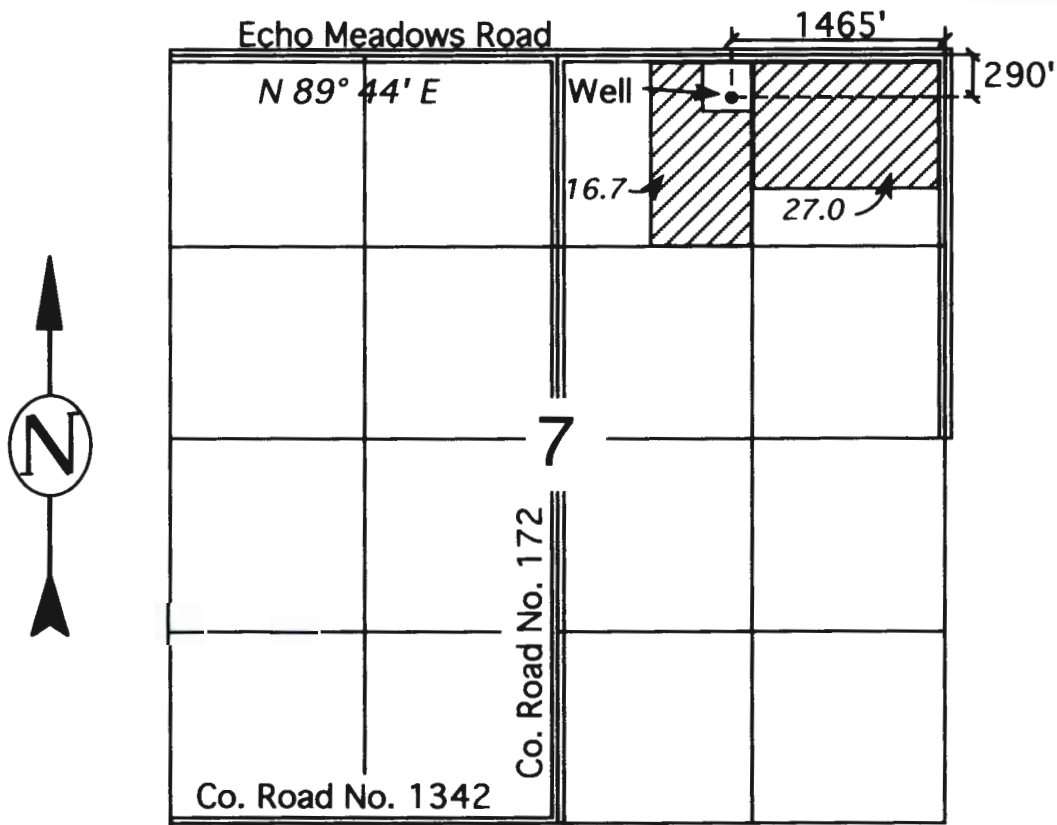 Echo Meadows Road
1465'
N 89° 44' E
Well
290'
16.7
27.0
N
7
Co. Road No. 172
Co. Road No. 1342